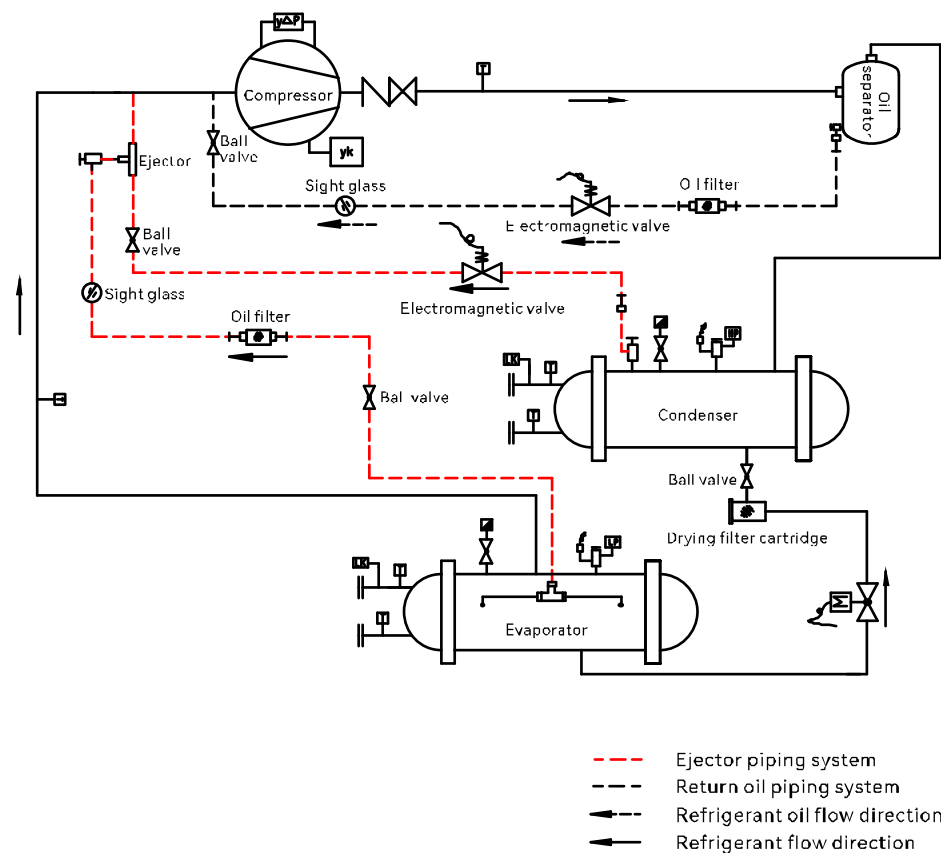 y△P
Compressor
T
Oil
separator
yk
Ball
valve
Ejector
Sight glass
Oil filter
Electromagnetic valve
Ball
valve
Sight glass
Electromagnetic valve
Oil filter
HP
LK
T
T
T
Ball valve
Condenser
Ball valve
Drying filter cartridge
LP
LK
T
T
M
Evaporator
Ejector piping system
Return oil piping system
Refrigerant oil flow direction
Refrigerant flow direction